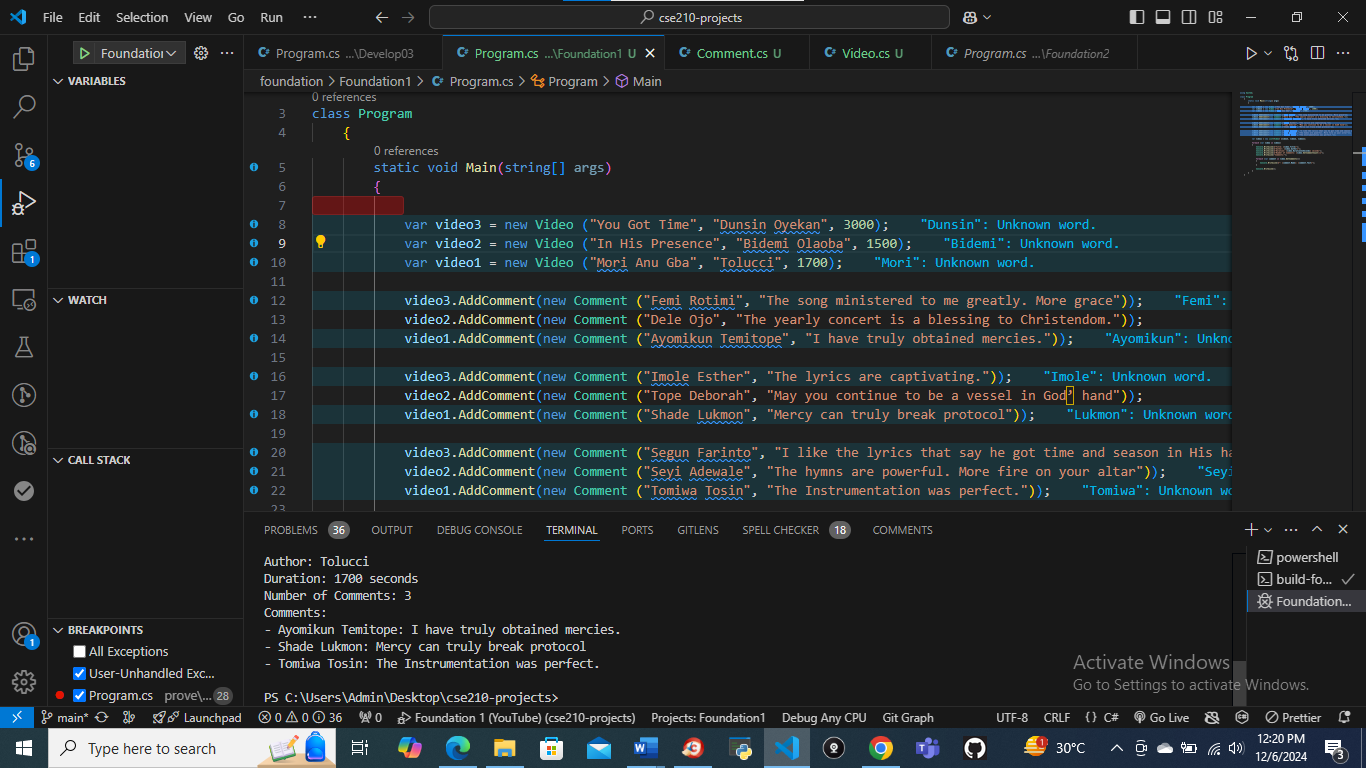 File Edit Selection View Go Run ··· cse210-projects
Foundation Program.cs ...\Develop03 Program.cs ...\Foundation1 U Comment.cs U Video.cs U Program.cs ...\Foundation2
foundation > Foundation1 > Program.cs > Program > Main
VARIABLES
WATCH
CALL STACK
BREAKPOINTS
All Exceptions
User-Unhandled Exc...
Program.cs prove\... 28
6
1
1
0 references
3 class Program
4 {
0 references
5 static void Main(string[] args)
6 {
7
8 var video3 = new Video ("You Got Time", "Dunsin Oyekan", 3000); "Dunsin": Unknown word.
9 var video2 = new Video ("In His Presence", "Bidemi Olaoba", 1500); "Bidemi": Unknown word.
10 var video1 = new Video ("Mori Anu Gba", "Tolucci", 1700); "Mori": Unknown word.
11
12 video3.AddComment(new Comment ("Femi Rotimi", "The song ministered to me greatly. More grace")); "Femi":
13 video2.AddComment(new Comment ("Dele Ojo", "The yearly concert is a blessing to Christendom."));
14 video1.AddComment(new Comment ("Ayomikun Temitope", "I have truly obtained mercies.")); "Ayomikun": Unkno
15
16 video3.AddComment(new Comment ("Imole Esther", "The lyrics are captivating.")); "Imole": Unknown word.
17 video2.AddComment(new Comment ("Tope Deborah", "May you continue to be a vessel in God’ hand"));
18 video1.AddComment(new Comment ("Shade Lukmon", "Mercy can truly break protocol")); "Lukmon": Unknown word
19
20 video3.AddComment(new Comment ("Segun Farinto", "I like the lyrics that say he got time and season in His ha
21 video2.AddComment(new Comment ("Seyi Adewale", "The hymns are powerful. More fire on your altar")); "Seyi
22 video1.AddComment(new Comment ("Tomiwa Tosin", "The Instrumentation was perfect.")); "Tomiwa": Unknown wo
23
PROBLEMS 36 OUTPUT DEBUG CONSOLE TERMINAL PORTS GITLENS SPELL CHECKER 18 COMMENTS
Author: Tolucci
Duration: 1700 seconds
Number of Comments: 3
Comments:
- Ayomikun Temitope: I have truly obtained mercies.
- Shade Lukmon: Mercy can truly break protocol
- Tomiwa Tosin: The Instrumentation was perfect.
PS C:\Users\Admin\Desktop\cse210-projects>
powershell
build-fo...
Foundation...
Activate Windows
Go to Settings to activate Windows.
main* Launchpad 0 0 36 0 Foundation 1 (YouTube) (cse210-projects) Projects: Foundation1 Debug Any CPU Git Graph UTF-8 CRLF {} C# Go Live Prettier
Type here to search 1 30°C 12:20 PM
12/6/2024 3